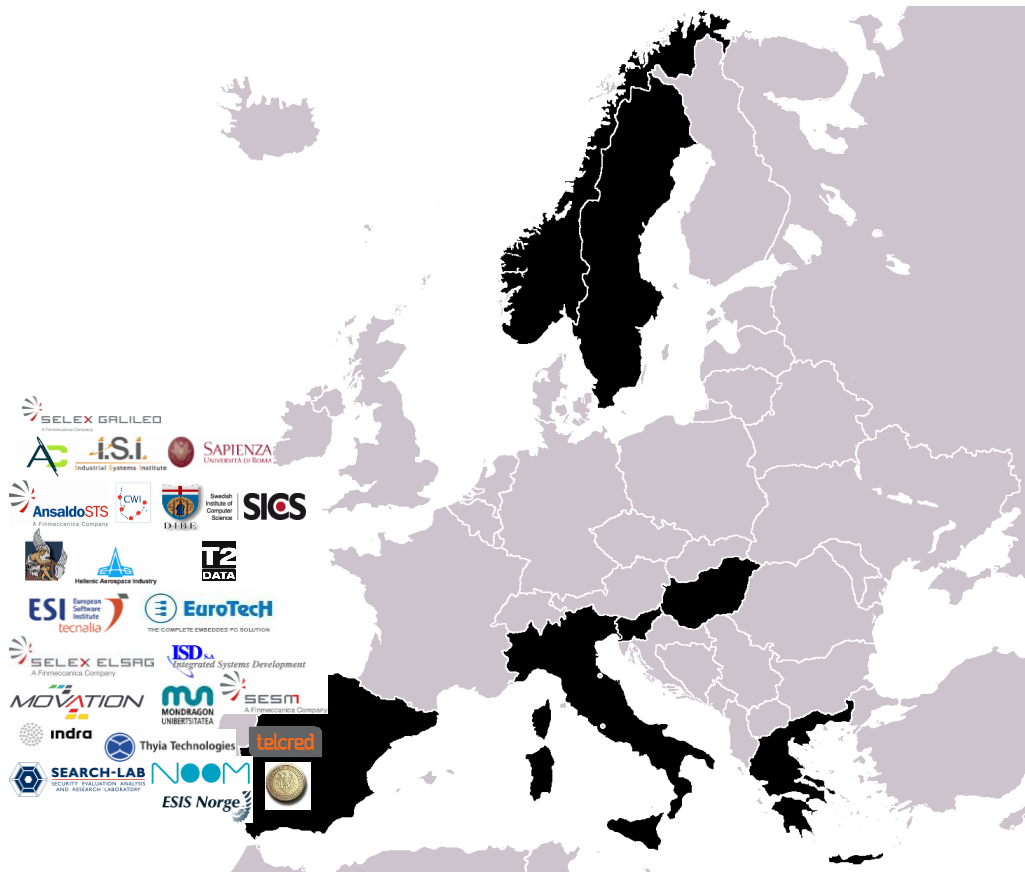 SELEX GALILEO
A Finmeccanica Company
AC
i.S.i.
Industrial Systems Institute
SAPIENZA
UNIVERSITÀ DI ROMA
AnsaldoSTS
A Finmeccanica Company
CWI
D.I.B.E.
Swedish
Institute of
Computer
Science
SICS
Hellenic Aerospace Industry
T2
DATA
ESI
European
Software
Institute
tecnalia
EUROTECH
THE COMPLETE EMBEDDED PC SOLUTION
SELEX ELSAG
A Finmeccanica Company
ISD S.A
Integrated Systems Development
MOVATION
MONDRAGON
UNIBERTSITATEA
SESM
A Finmeccanica Company
indra
Thyia Technologies
telcred
SEARCH-LAB
SECURITY EVALUATION ANALYSIS
AND RESEARCH LABORATORY
NOOM
ESIS Norge